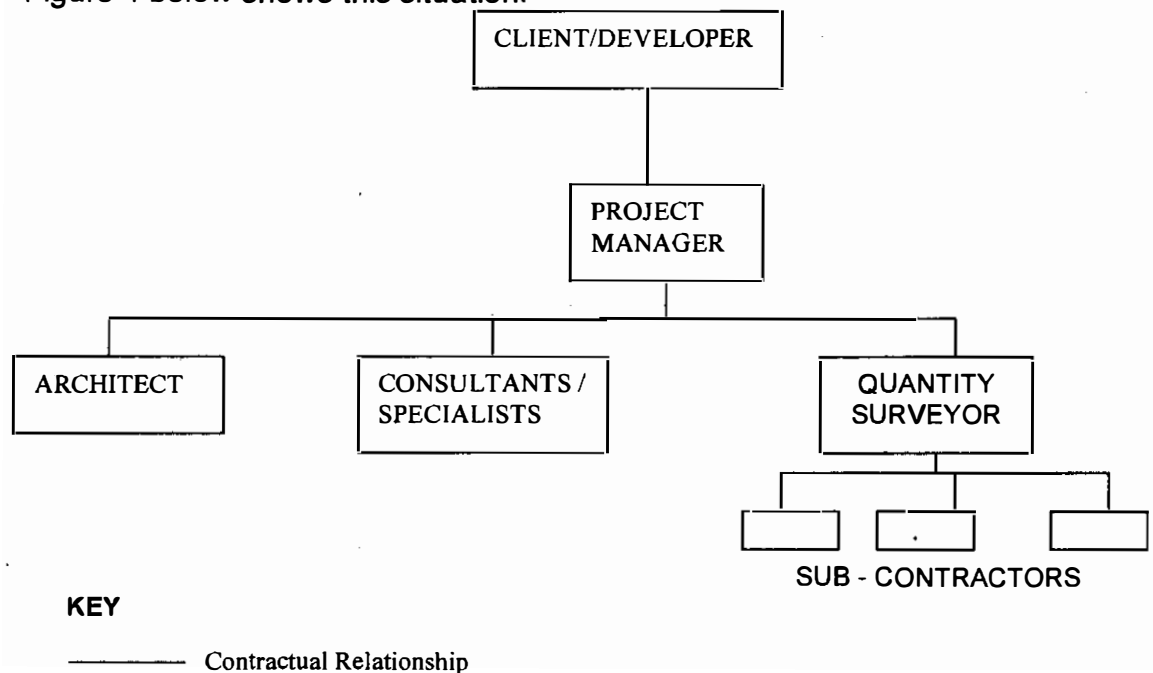 Figure 4 below shows this situation.
CLIENT/DEVELOPER
PROJECT
MANAGER
ARCHITECT
CONSULTANTS /
SPECIALISTS
QUANTITY
SURVEYOR
SUB - CONTRACTORS
KEY
Contractual Relationship